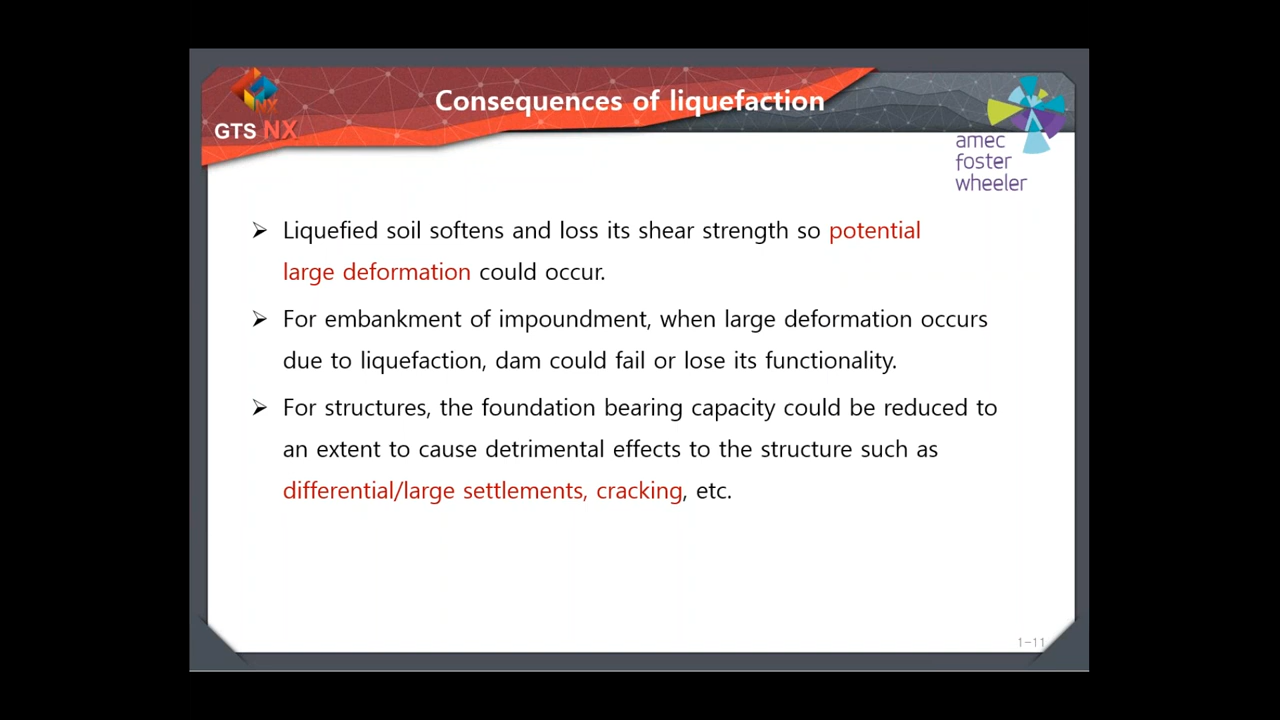 Consequences of liquefaction
NX
GTS NX
amec
foster
wheeler
➢ Liquefied soil softens and loss its shear strength so potential
large deformation could occur.
➢ For embankment of impoundment, when large deformation occurs
due to liquefaction, dam could fail or lose its functionality.
➢ For structures, the foundation bearing capacity could be reduced to
an extent to cause detrimental effects to the structure such as
differential/large settlements, cracking, etc.
1-11